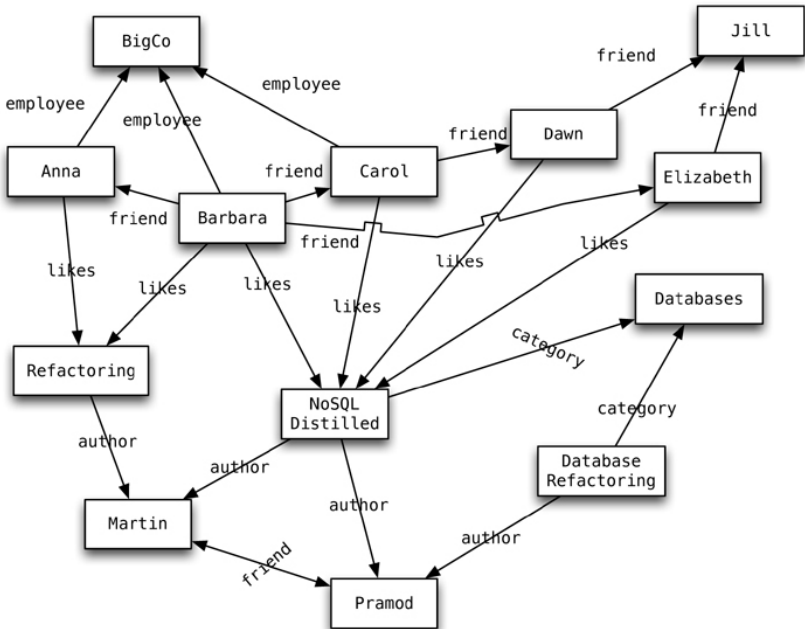 Jill
BigCo
friend
employee
employee
employee
friend
friend
Dawn
Anna
friend
Carol
Elizabeth
friend
Barbara
friend
likes
likes
likes
likes
likes
likes
Databases
category
Refactoring
NoSQL
Distilled
category
author
author
Database
Refactoring
author
Martin
author
friend
Pramod